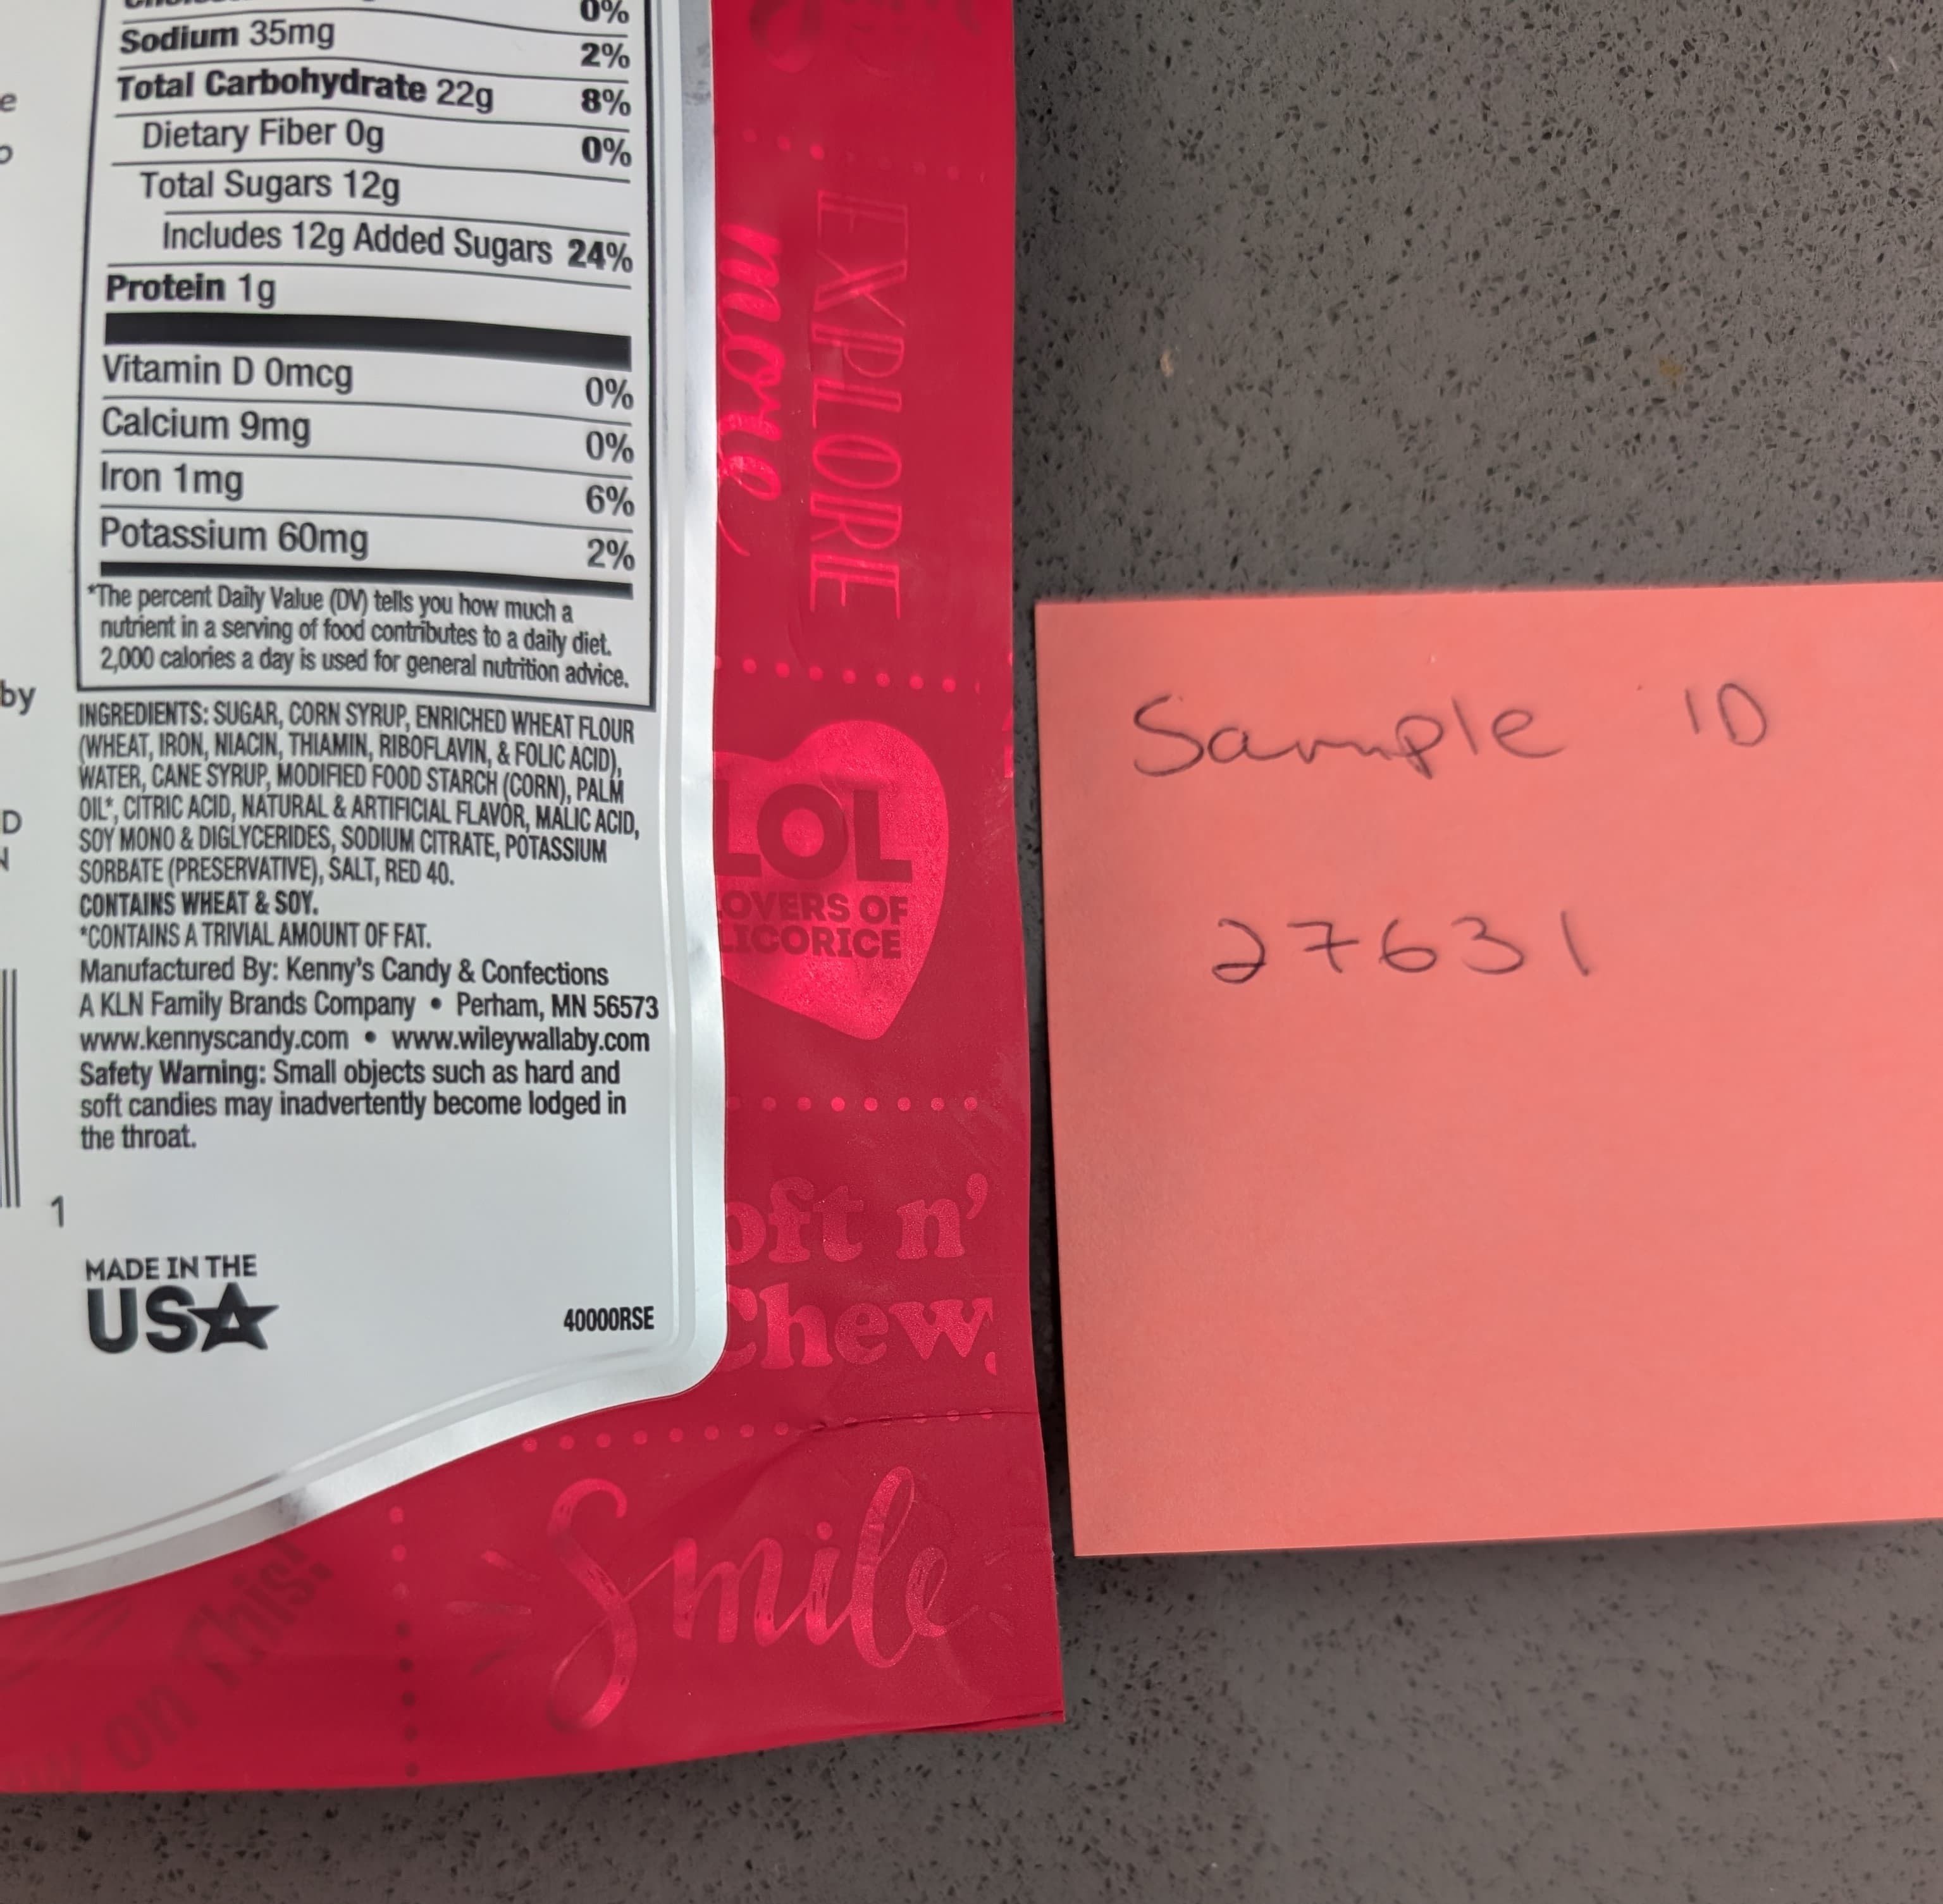 0%
Sodium 35mg 2%
Total Carbohydrate 22g 8%
Dietary Fiber 0g 0%
Total Sugars 12g
Includes 12g Added Sugars 24%
Protein 1g
Vitamin D 0mcg 0%
Calcium 9mg 0%
Iron 1mg 6%
Potassium 60mg 2%
*The percent Daily Value (DV) tells you how much a
nutrient in a serving of food contributes to a daily diet.
2,000 calories a day is used for general nutrition advice.
by
INGREDIENTS: SUGAR, CORN SYRUP, ENRICHED WHEAT FLOUR
(WHEAT, IRON, NIACIN, THIAMIN, RIBOFLAVIN, & FOLIC ACID),
WATER, CANE SYRUP, MODIFIED FOOD STARCH (CORN), PALM
OIL*, CITRIC ACID, NATURAL & ARTIFICIAL FLAVOR, MALIC ACID,
SOY MONO & DIGLYCERIDES, SODIUM CITRATE, POTASSIUM
SORBATE (PRESERVATIVE), SALT, RED 40.
CONTAINS WHEAT & SOY.
*CONTAINS A TRIVIAL AMOUNT OF FAT.
Manufactured By: Kenny's Candy & Confections
A KLN Family Brands Company • Perham, MN 56573
www.kennyscandy.com • www.wileywallaby.com
Safety Warning: Small objects such as hard and
soft candies may inadvertently become lodged in
the throat.
1
MADE IN THE
USA
40000RSE
EXPLORE
more
LOL
OVERS OF
ICORICE
oft n'
Chew,
Smile
on This!
Sample ID
27631